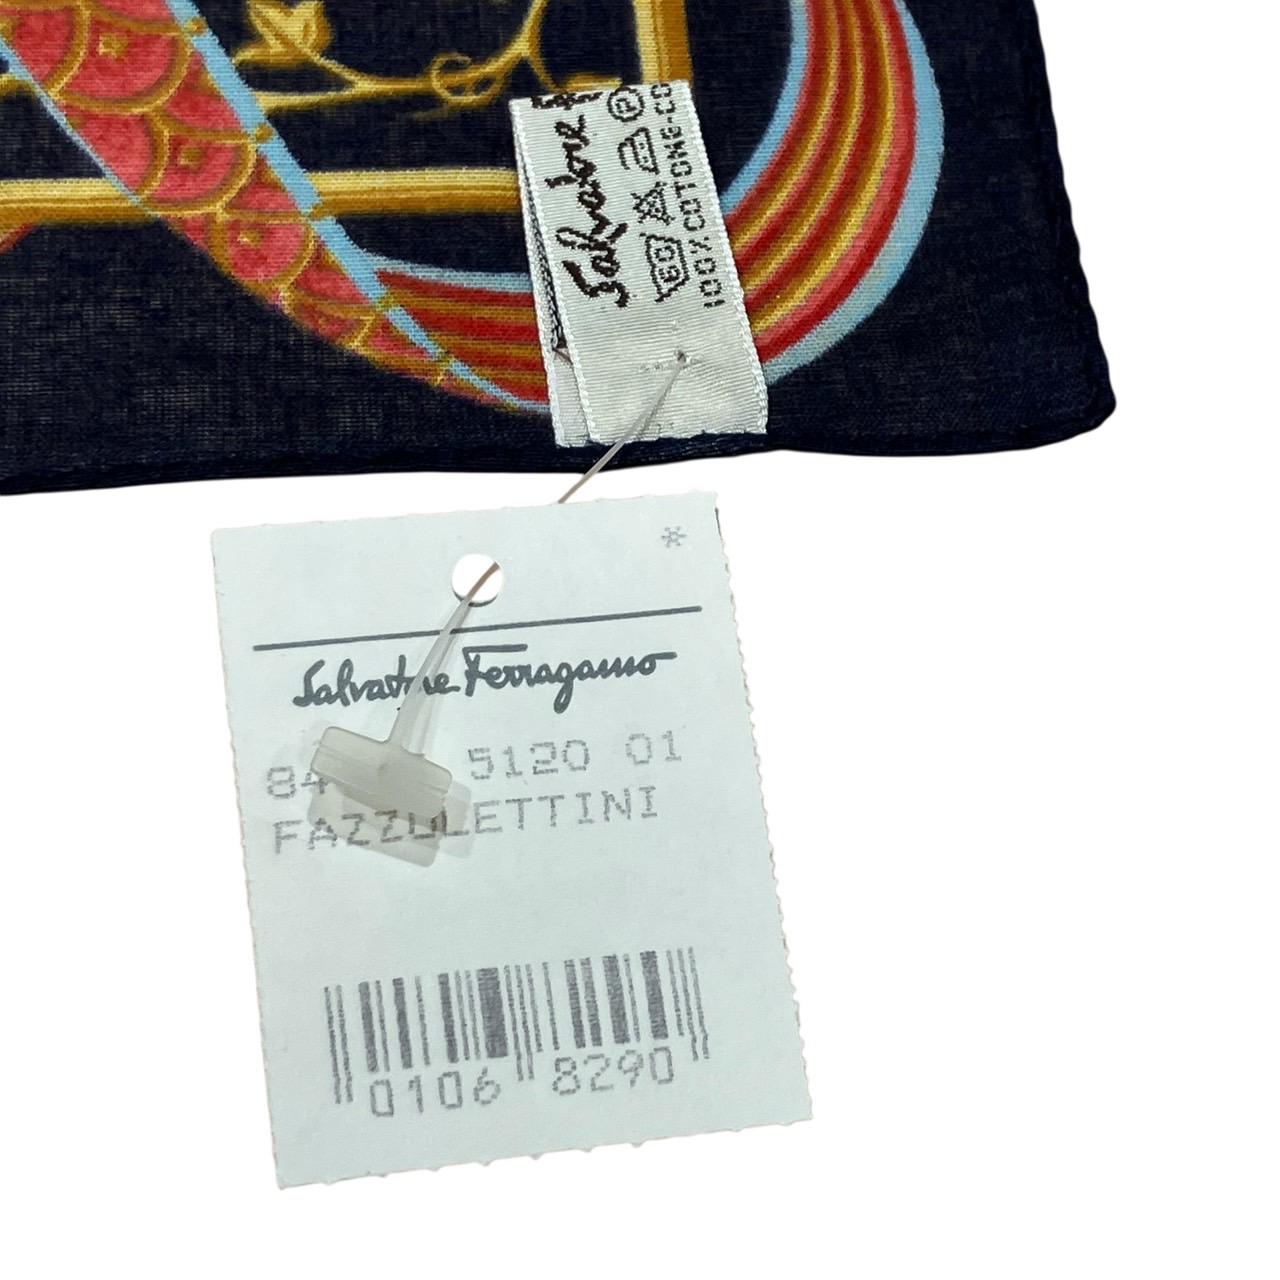 Salvatore
60
P
100% COTONE-CO
*
Salvatore Ferragamo
5120 01
FAZZOLETTINI
0106 8290